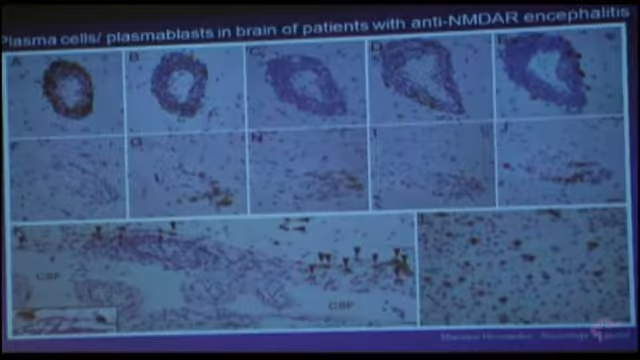 Plasma cells/ plasmablasts in brain of patients with anti-NMDAR encephalitis
A B C D E
G H I J
CSF
CSF